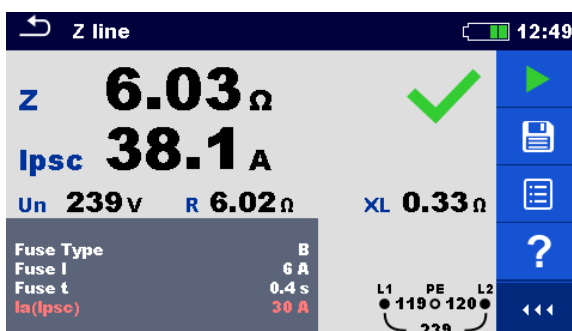 Z line 12:49
Z 6.03 Ω
Ipsc 38.1 A
Un 239 V R 6.02 Ω XL 0.33 Ω
Fuse Type B
Fuse I 6 A
Fuse t 0.4 s
Ia(Ipsc) 30 A
L1 PE L2
119 120
239
?